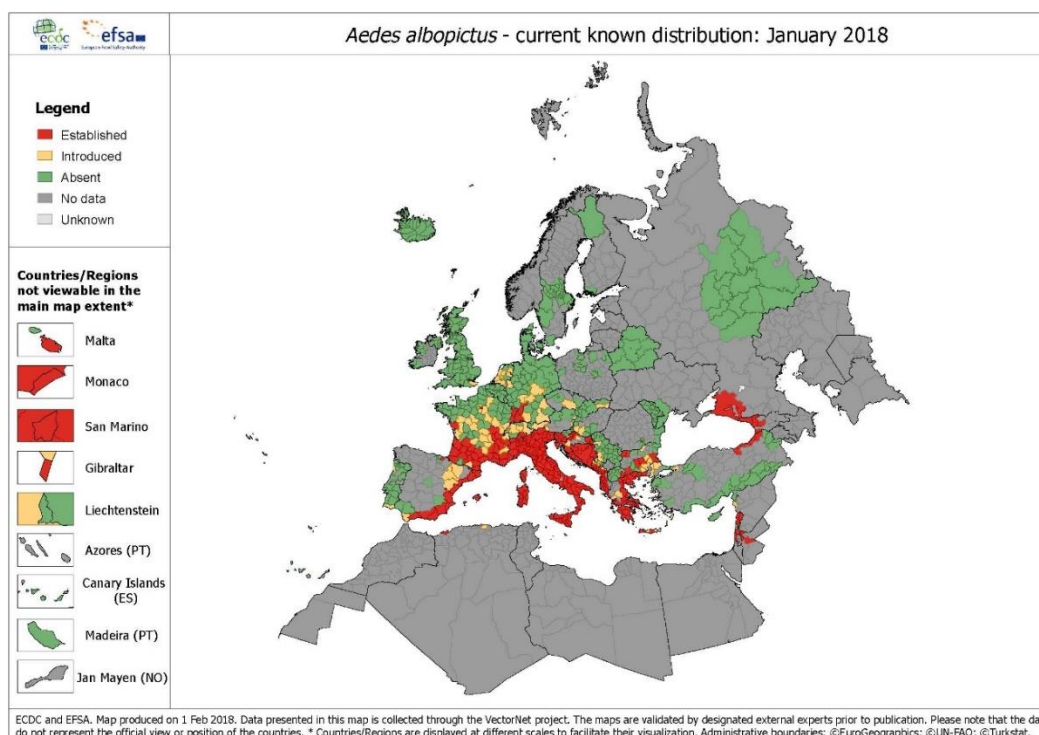 ecdc
efsa
European Food Safety Authority
Aedes albopictus - current known distribution: January 2018
Legend
Established
Introduced
Absent
No data
Unknown
Countries/Regions
not viewable in the
main map extent*
Malta
Monaco
San Marino
Gibraltar
Liechtenstein
Azores (PT)
Canary Islands
(ES)
Madeira (PT)
Jan Mayen (NO)
ECDC and EFSA. Map produced on 1 Feb 2018. Data presented in this map is collected through the VectorNet project. The maps are validated by designated external experts prior to publication. Please note that the da
do not represent the official view or position of the countries. * Countries/Regions are displayed at different scales to facilitate their visualization. Administrative boundaries: ©EuroGeographics; ©UN-FAO; ©Turkstat.